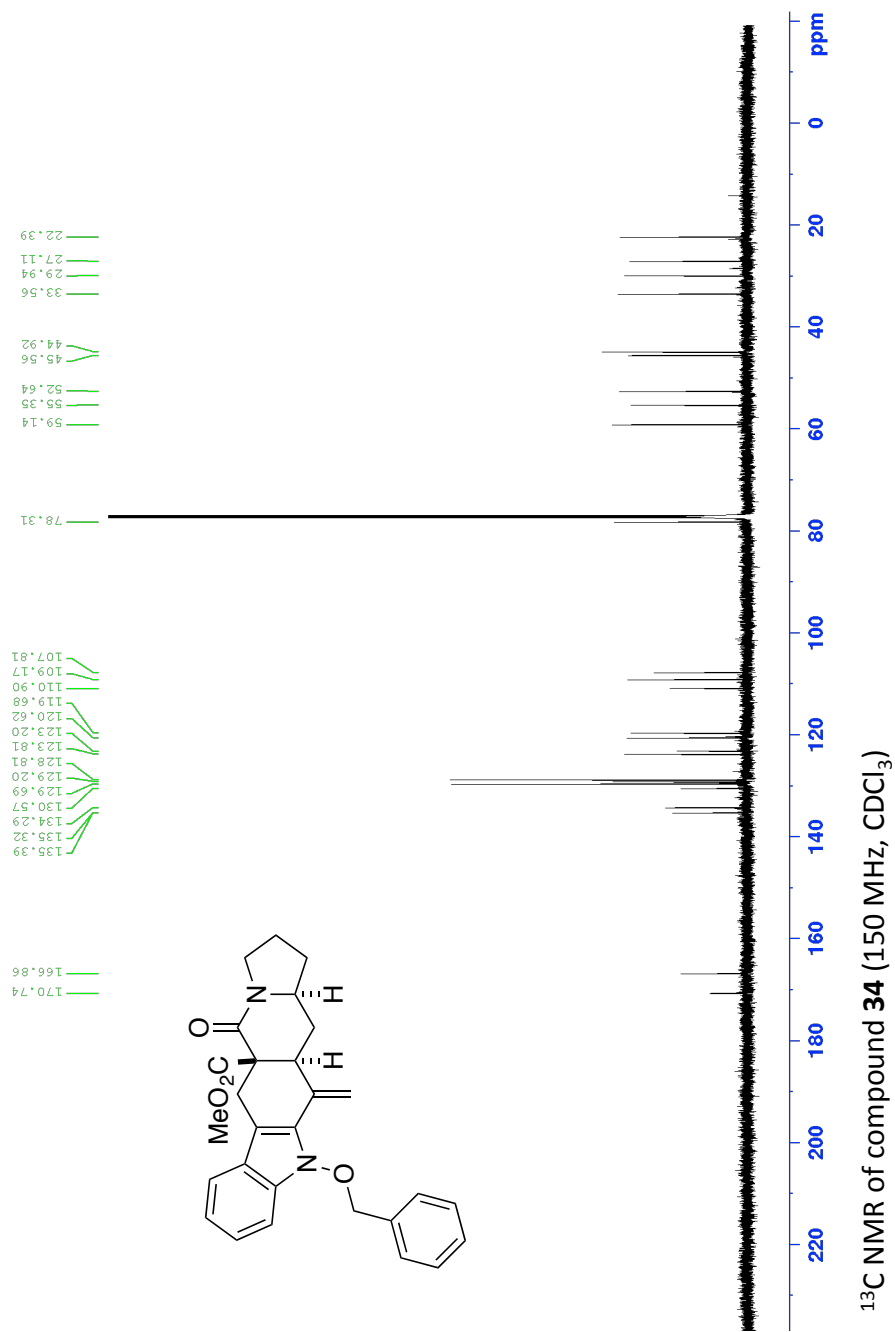 170.74
166.86
135.39
135.32
134.29
130.57
129.69
129.20
128.81
123.81
123.20
120.62
119.68
110.90
109.17
107.81
78.31
59.14
55.35
52.64
45.56
44.92
33.56
29.94
27.11
22.39
O
N
H
MeO₂C
H
N
O
220 200 180 160 140 120 100 80 60 40 20 0 ppm
¹³C NMR of compound 34 (150 MHz, CDCl₃)